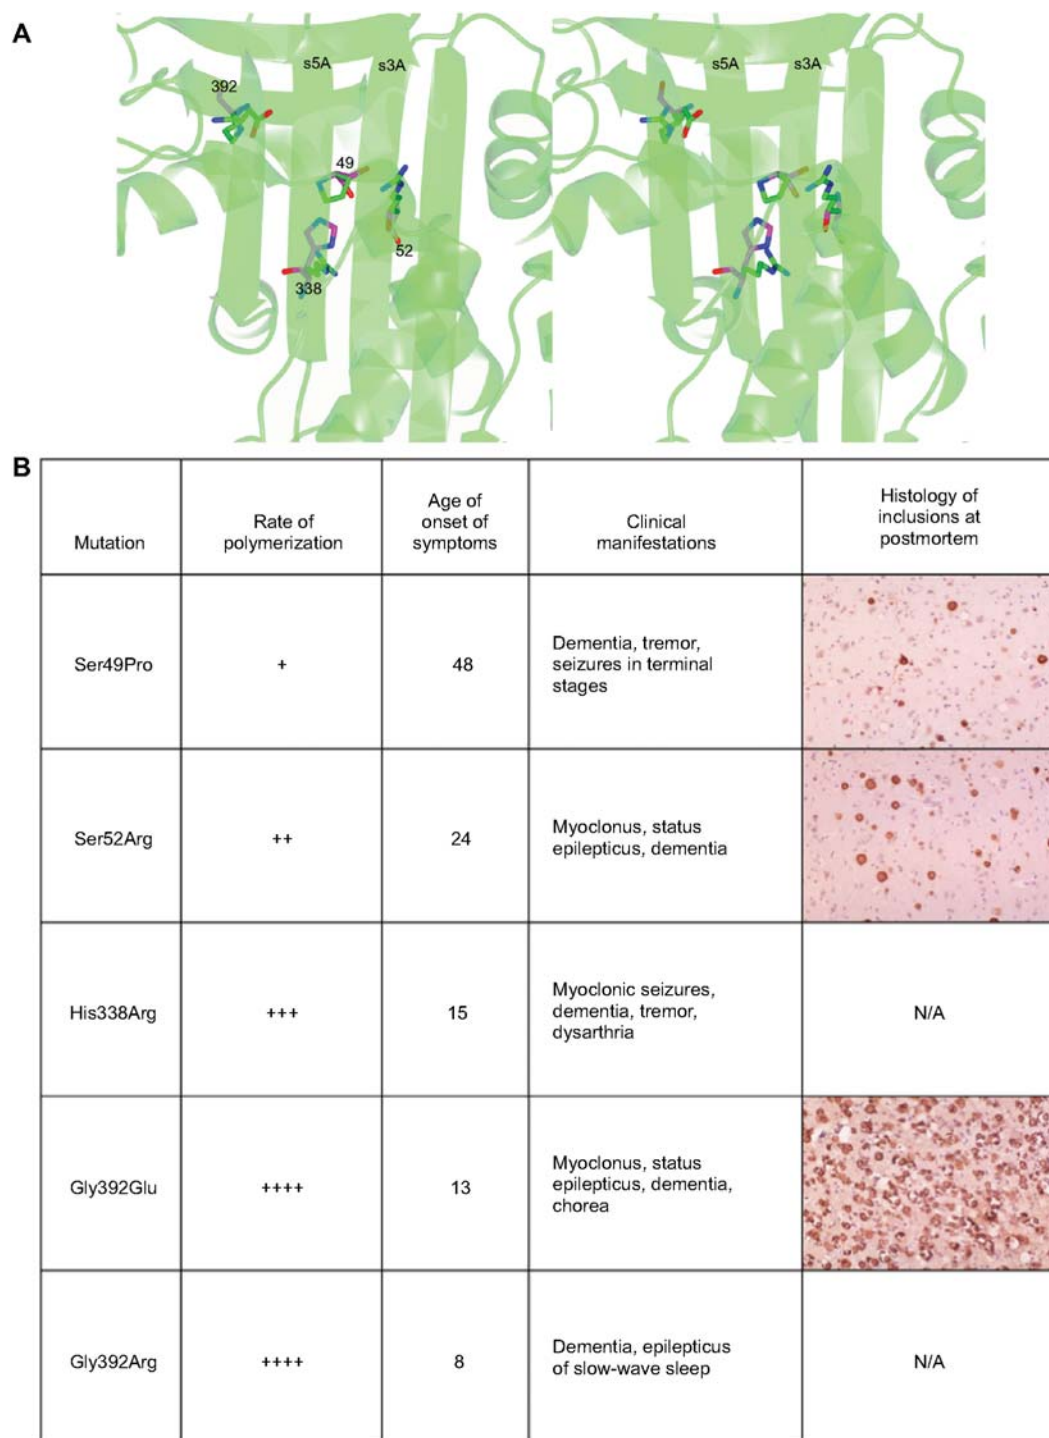 A
s5A
s3A
392
49
52
338
s5A
s3A
B
Mutation
Rate of
polymerization
Age of
onset of
symptoms
Clinical
manifestations
Histology of
inclusions at
postmortem
Ser49Pro
+
48
Dementia, tremor,
seizures in terminal
stages
Ser52Arg
++
24
Myoclonus, status
epilepticus, dementia
His338Arg
+++
15
Myoclonic seizures,
dementia, tremor,
dysarthria
N/A
Gly392Glu
++++
13
Myoclonus, status
epilepticus, dementia,
chorea
Gly392Arg
++++
8
Dementia, epilepticus
of slow-wave sleep
N/A